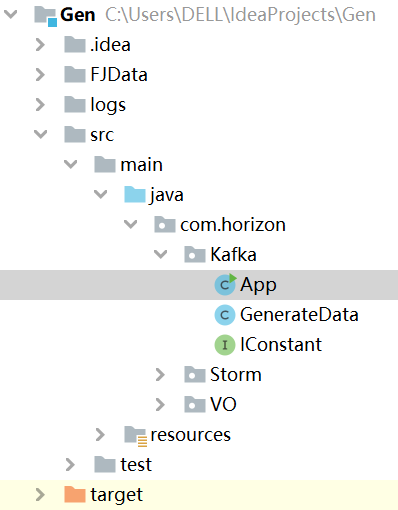 Gen C:\Users\DELL\IdeaProjects\Gen
.idea
FJData
logs
src
main
java
com.horizon
Kafka
C App
C GenerateData
I IConstant
Storm
VO
resources
test
target